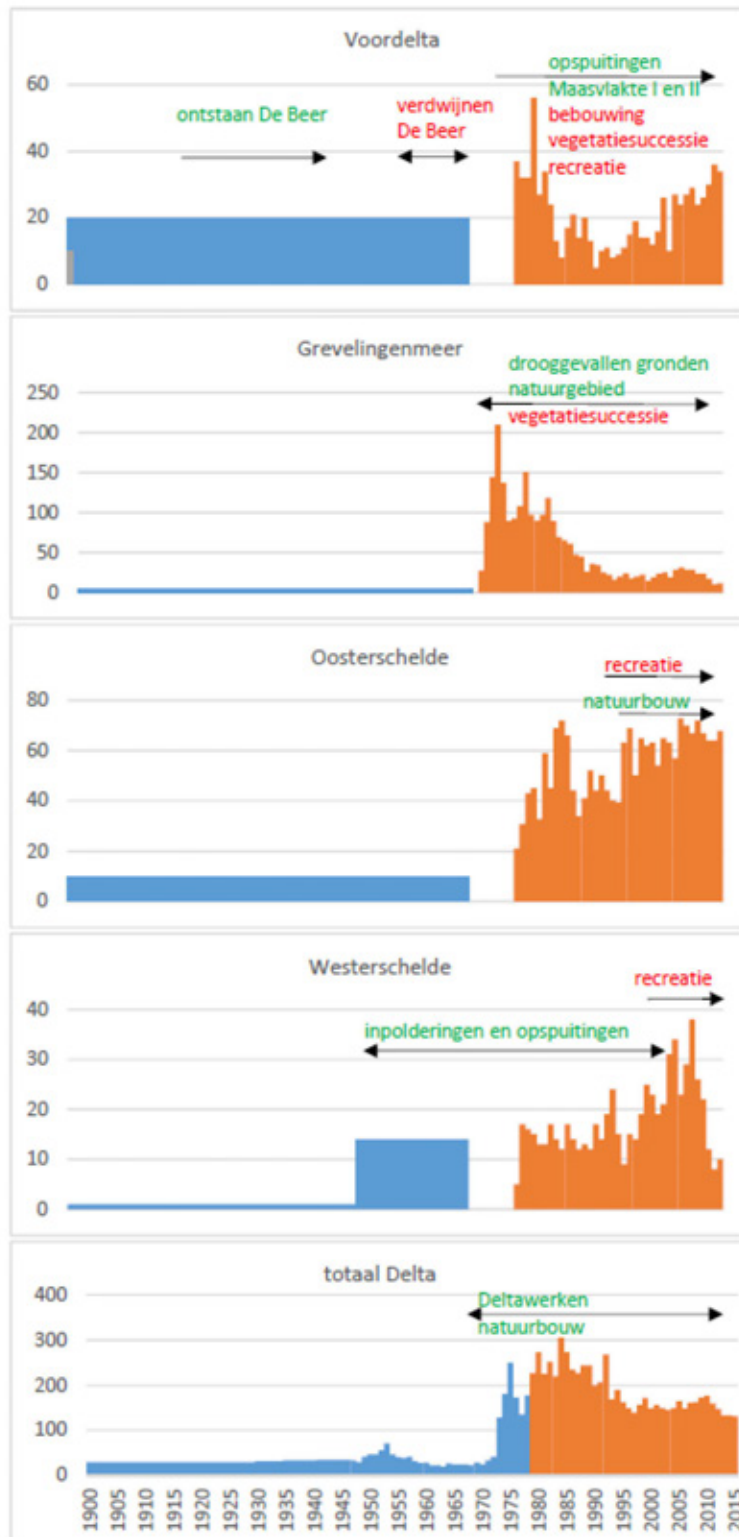 Voordelta
60
40
20
0
ontstaan De Beer
verdwijnen
De Beer
opspuitingen
Maasvlakte I en II
bebouwing
vegetatiesuccessie
recreatie
Grevelingenmeer
250
200
150
100
50
0
drooggevallen gronden
natuurgebied
vegetatiesuccessie
Oosterschelde
80
60
40
20
0
recreatie
natuurbouw
Westerschelde
40
30
20
10
0
recreatie
inpolderingen en opspuitingen
totaal Delta
400
300
200
100
0
Deltawerken
natuurbouw
1900
1905
1910
1915
1920
1925
1930
1935
1940
1945
1950
1955
1960
1965
1970
1975
1980
1985
1990
1995
2000
2005
2010
2015